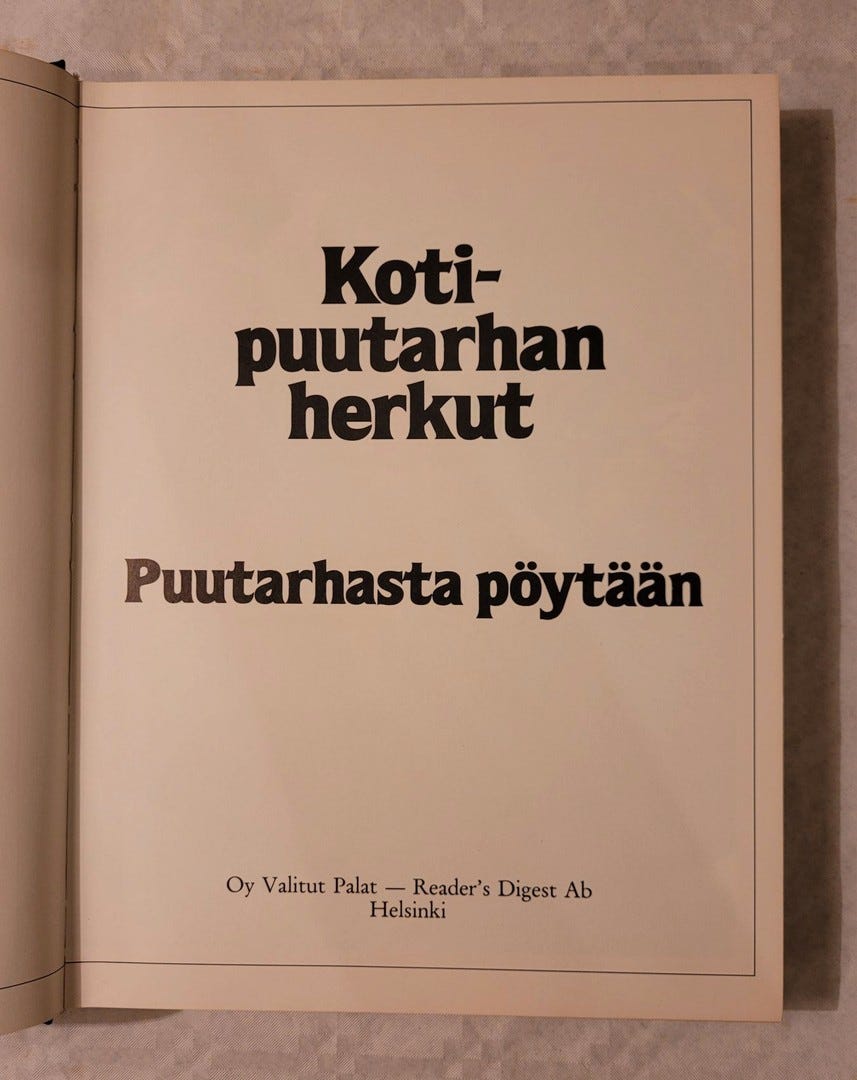 Koti-
puutarhan
herkut
Puutarhasta pöytään
Oy Valitut Palat — Reader's Digest Ab
Helsinki